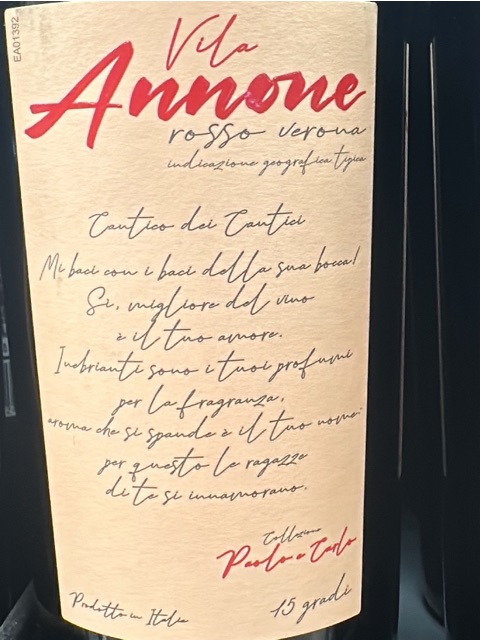 EA01392
Vila
Annone
rosso verona
indicazione geografica tipica
Cantico dei Cantici
Mi baci con i baci della sua bocca!
Sì, migliore del vino
è il tuo amore.
Inebrianti sono i tuoi profumi
per la fragranza,
aroma che si spande è il tuo nome:
per questo le ragazze
di te si innamorano.
Collezione
Paolo e Carlo
Prodotto in Italia
15 gradi